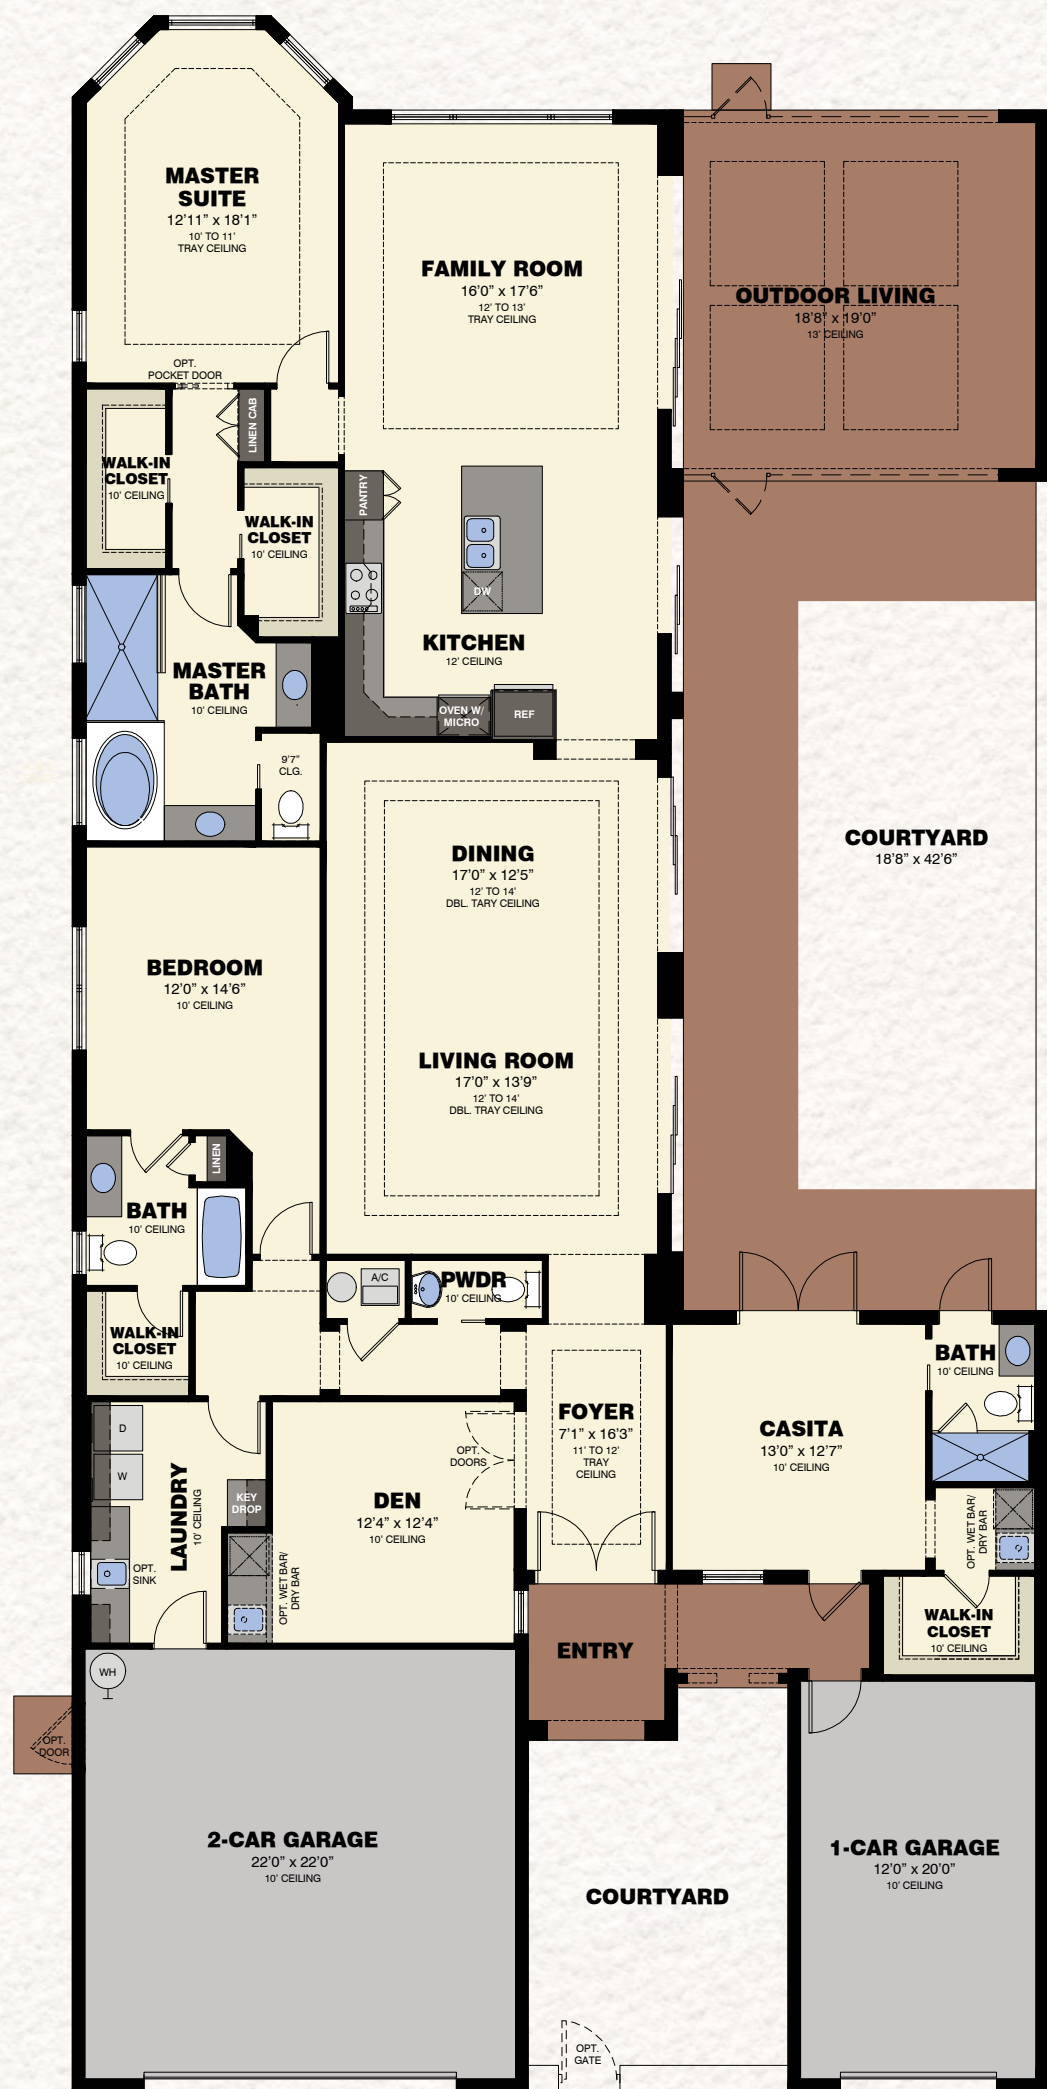 MASTER
SUITE
12'11" x 18'1"
10' TO 11'
TRAY CEILING
FAMILY ROOM
16'0" x 17'6"
12' TO 13'
TRAY CEILING
OUTDOOR LIVING
18'8" x 19'0"
13' CEILING
OPT.
POCKET DOOR
LINEN CAB
WALK-IN
CLOSET
10' CEILING
PANTRY
WALK-IN
CLOSET
10' CEILING
DW
KITCHEN
12' CEILING
MASTER
BATH
10' CEILING
OVEN W/
MICRO
REF
9'7"
CLG.
DINING
17'0" x 12'5"
12' TO 14'
DBL. TARY CEILING
COURTYARD
18'8" x 42'6"
BEDROOM
12'0" x 14'6"
10' CEILING
LIVING ROOM
17'0" x 13'9"
12' TO 14'
DBL. TRAY CEILING
LINEN
BATH
10' CEILING
A/C
PWDR
10' CEILING
WALK-IN
CLOSET
10' CEILING
BATH
10' CEILING
FOYER
7'1" x 16'3"
11' TO 12'
TRAY
CEILING
CASITA
13'0" x 12'7"
10' CEILING
D
W
OPT.
DOORS
KEY
DROP
LAUNDRY
10' CEILING
DEN
12'4" x 12'4"
10' CEILING
OPT.
SINK
OPT. WET BAR/
DRY BAR
OPT. WET BAR/
DRY BAR
WALK-IN
CLOSET
10' CEILING
ENTRY
WH
OPT.
DOOR
2-CAR GARAGE
22'0" x 22'0"
10' CEILING
1-CAR GARAGE
12'0" x 20'0"
10' CEILING
COURTYARD
OPT.
GATE